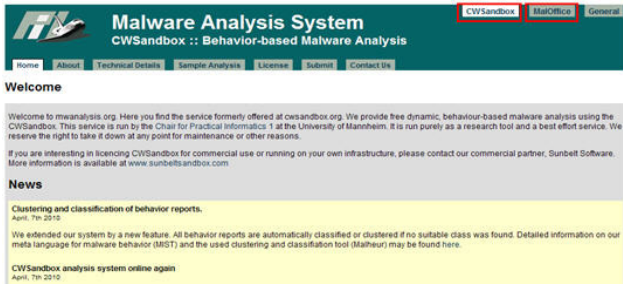 CWSandbox MalOffice General
Malware Analysis System
CWSandbox :: Behavior-based Malware Analysis
Home About Technical Details Sample Analysis License Submit Contact Us
Welcome
Welcome to mwanalysis.org. Here you find the service formerly offered at cwsandbox.org. We provide free dynamic, behaviour-based malware analysis using the
CWSandbox. This service is run by the Chair for Practical Informatics 1 at the University of Mannheim. It is run purely as a research tool and a best effort service. We
reserve the right to take it down at any point for maintenance or other reasons.
If you are interesting in licencing CWSandbox for commercial use or running on your own infrastructure, please contact our commercial partner, Sunbelt Software.
More information is available at www.sunbeltsandbox.com
News
Clustering and classification of behavior reports.
April, 7th 2010
We extended our system by a new feature. All behavior reports are automatically classified or clustered if no suitable class was found. Detailed information on our
meta language for malware behavior (MIST) and the used clustering and classifiation tool (Malheur) may be found here.
CWSandbox analysis system online again
April, 7th 2010